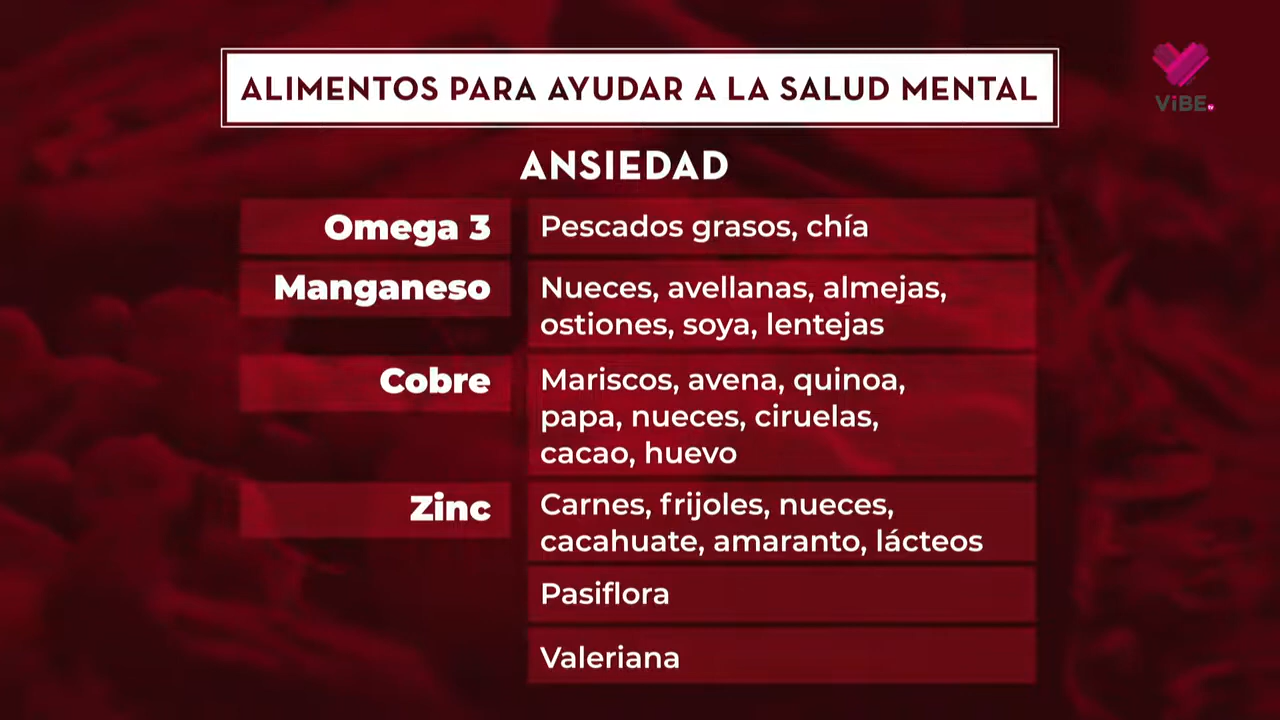 ALIMENTOS PARA AYUDAR A LA SALUD MENTAL
ViBE tv
ANSIEDAD
Omega 3
Pescados grasos, chía
Manganeso
Nueces, avellanas, almejas,
ostiones, soya, lentejas
Cobre
Mariscos, avena, quinoa,
papa, nueces, ciruelas,
cacao, huevo
Zinc
Carnes, frijoles, nueces,
cacahuate, amaranto, lácteos
Pasiflora
Valeriana